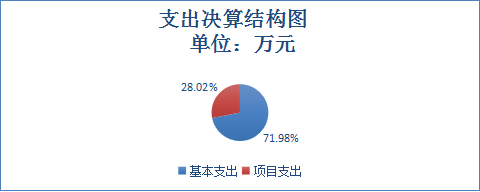 支出决算结构图
单位：万元
28.02%
71.98%
基本支出 项目支出